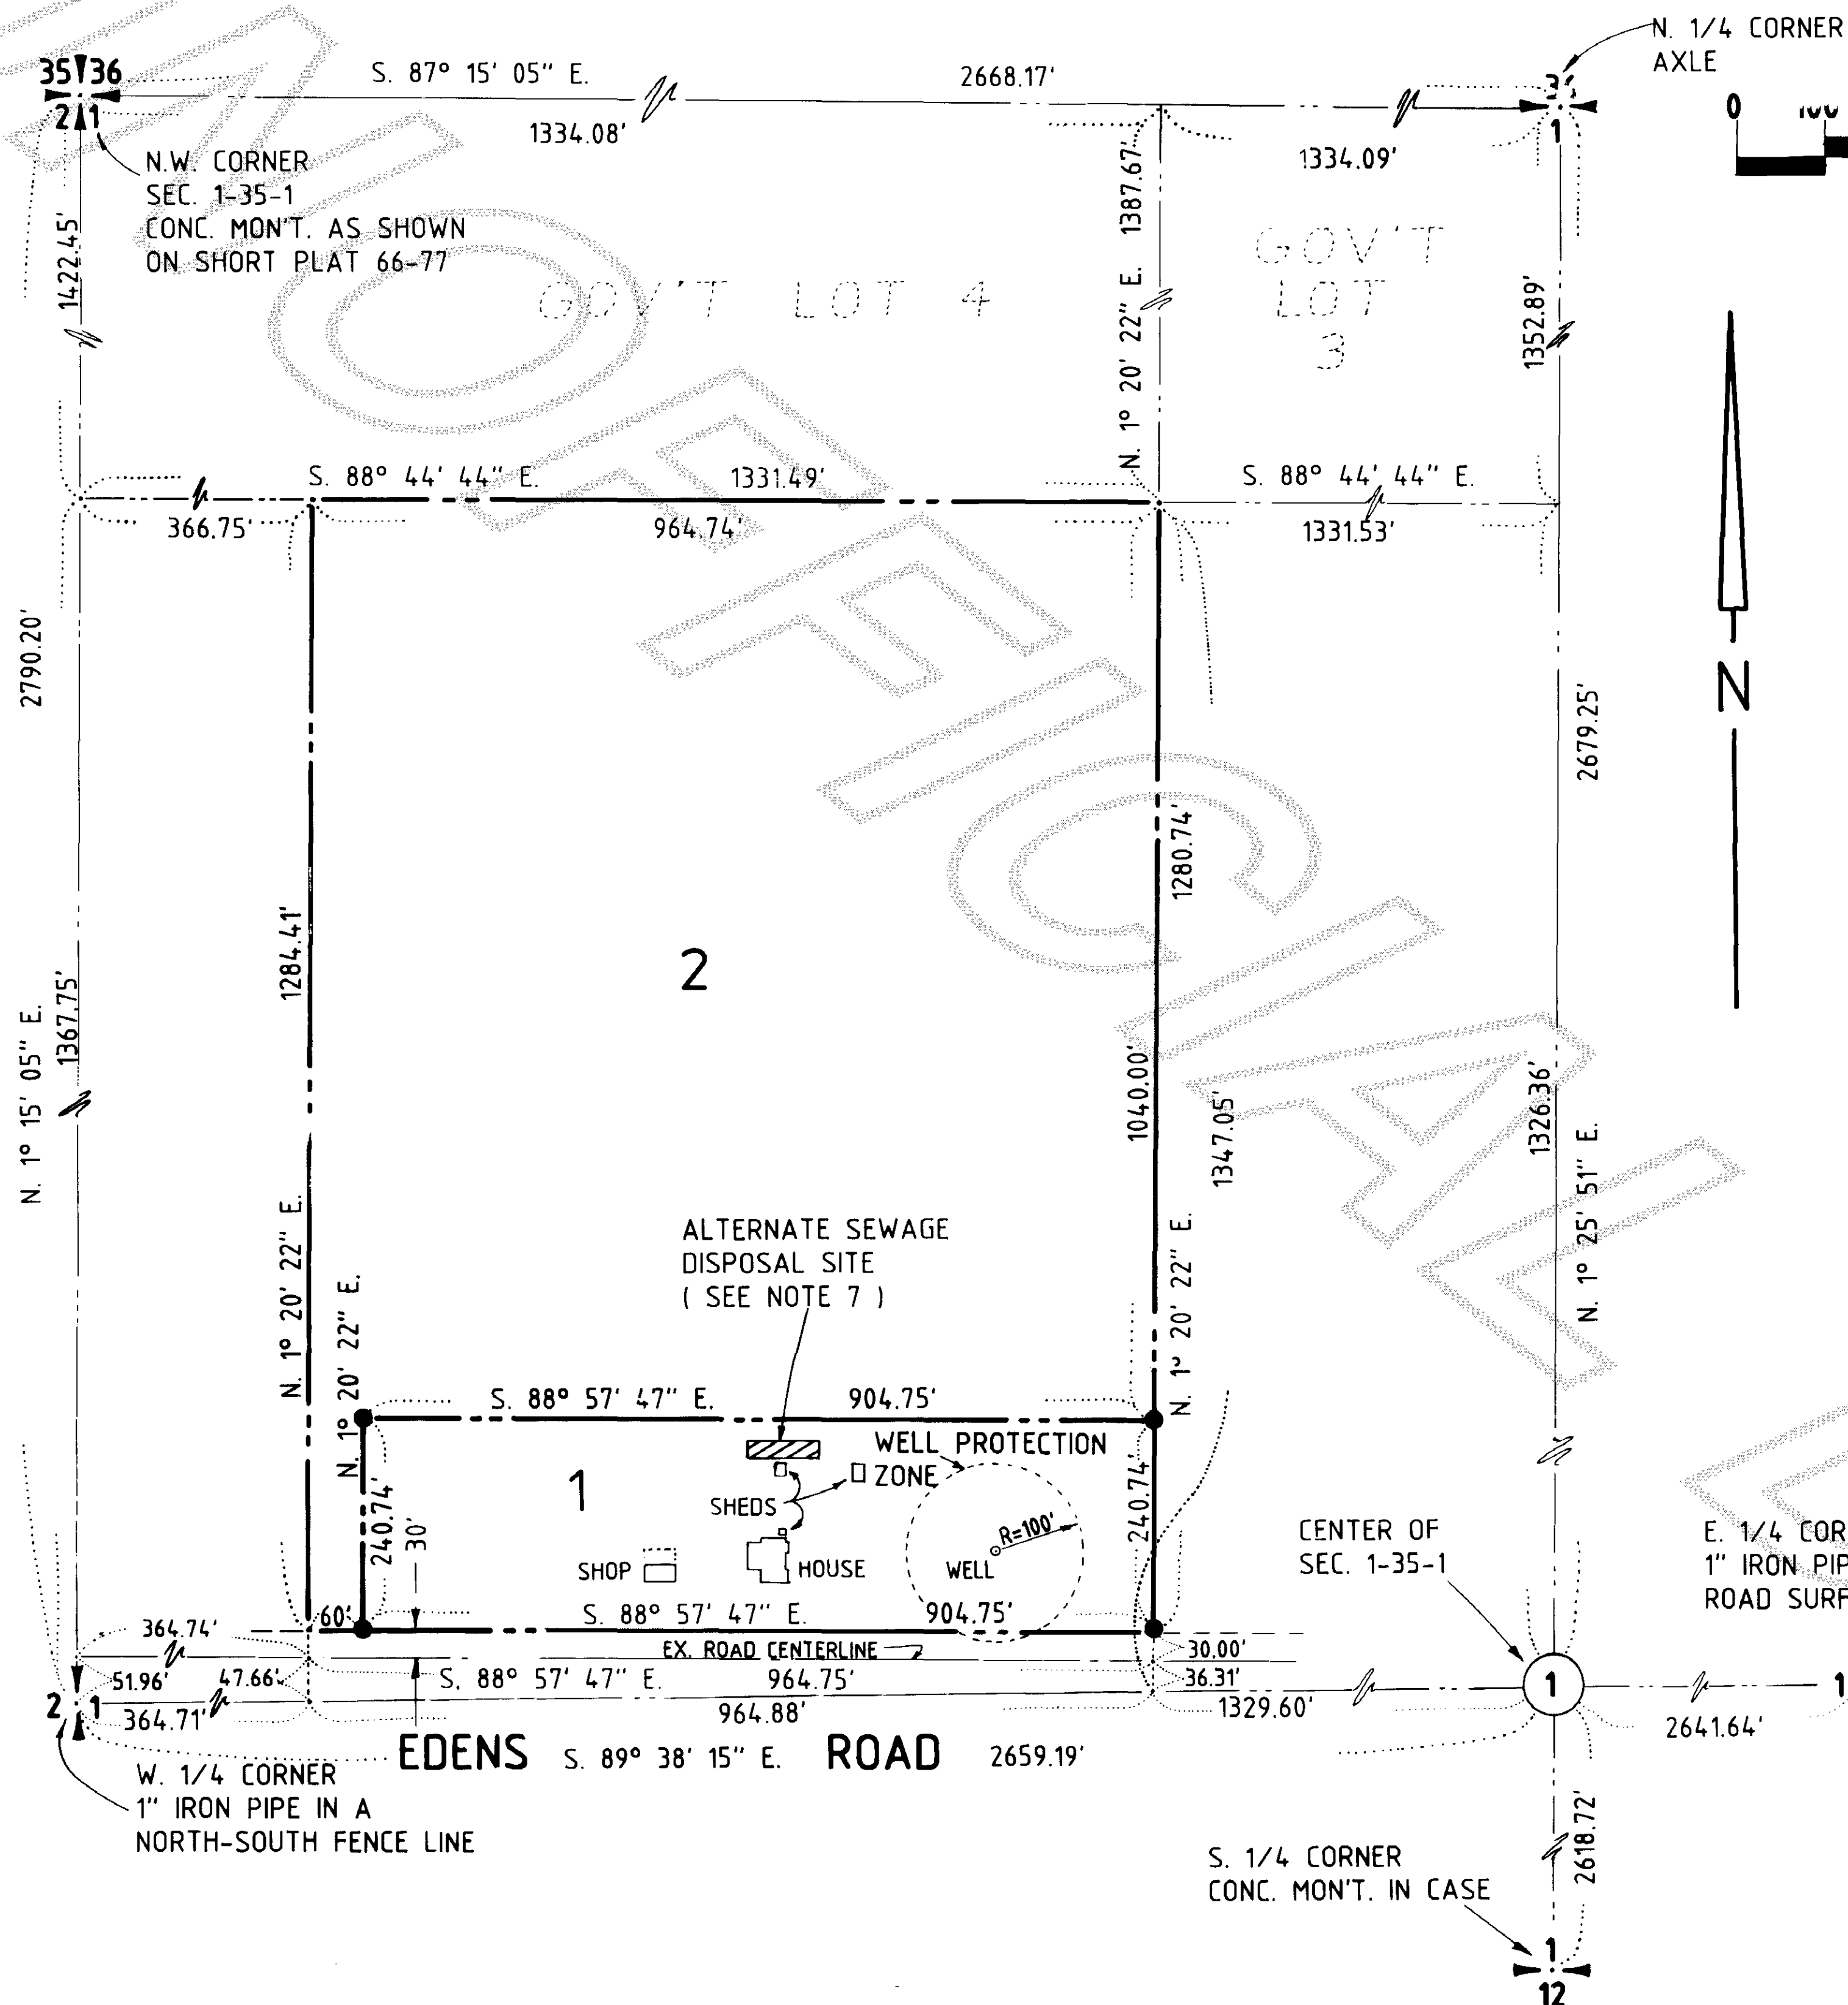 N. 1/4 CORNER
AXLE
35 36
2 1
S. 87° 15' 05" E.
2668.17'
1334.08'
1334.09'
1
0
N.W. CORNER
SEC. 1-35-1
CONC. MON'T. AS SHOWN
ON SHORT PLAT 66-77
1422.45'
N. 1° 20' 22" E. 1387.67'
GOV'T LOT 4
GOV'T
LOT
3
1352.89'
S. 88° 44' 44" E.
1331.49'
S. 88° 44' 44" E.
366.75'
964.74'
1331.53'
2790.20'
N
2679.25'
1280.74'
1284.41'
2
1367.75'
N. 1° 15' 05" E.
1040.00'
1347.05'
1326.36'
N. 1° 25' 51" E.
UNOFFICIAL
N. 1° 20' 22" E.
N. 1° 20' 22" E.
N. 1° 20' 22" E.
ALTERNATE SEWAGE
DISPOSAL SITE
( SEE NOTE 7 )
S. 88° 57' 47" E.
904.75'
WELL PROTECTION
ZONE
1
SHEDS
240.74'
30'
240.74'
R=100'
SHOP
HOUSE
WELL
CENTER OF
SEC. 1-35-1
1" IRON
60'
S. 88° 57' 47" E.
904.75'
364.74'
EX. ROAD CENTERLINE
30.00'
51.96'
47.66'
S. 88° 57' 47" E.
964.75'
36.31'
2 1
364.71'
964.88'
1329.60'
1
1
2641.64'
EDENS S. 89° 38' 15" E. ROAD 2659.19'
W. 1/4 CORNER
1" IRON PIPE IN A
NORTH-SOUTH FENCE LINE
2618.72'
S. 1/4 CORNER
CONC. MON'T. IN CASE
1
12